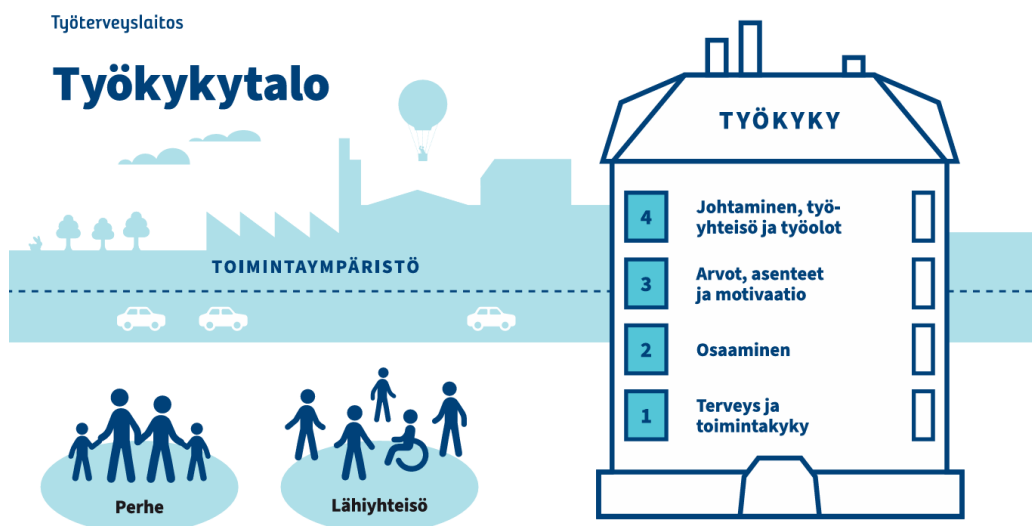 Työterveyslaitos
Työkykytalo
TOIMINTAYMPÄRISTÖ
Perhe
Lähiyhteisö
TYÖKYKY
4
Johtaminen, työ-
yhteisö ja työolot
3
Arvot, asenteet
ja motivaatio
2
Osaaminen
1
Terveys ja
toimintakyky